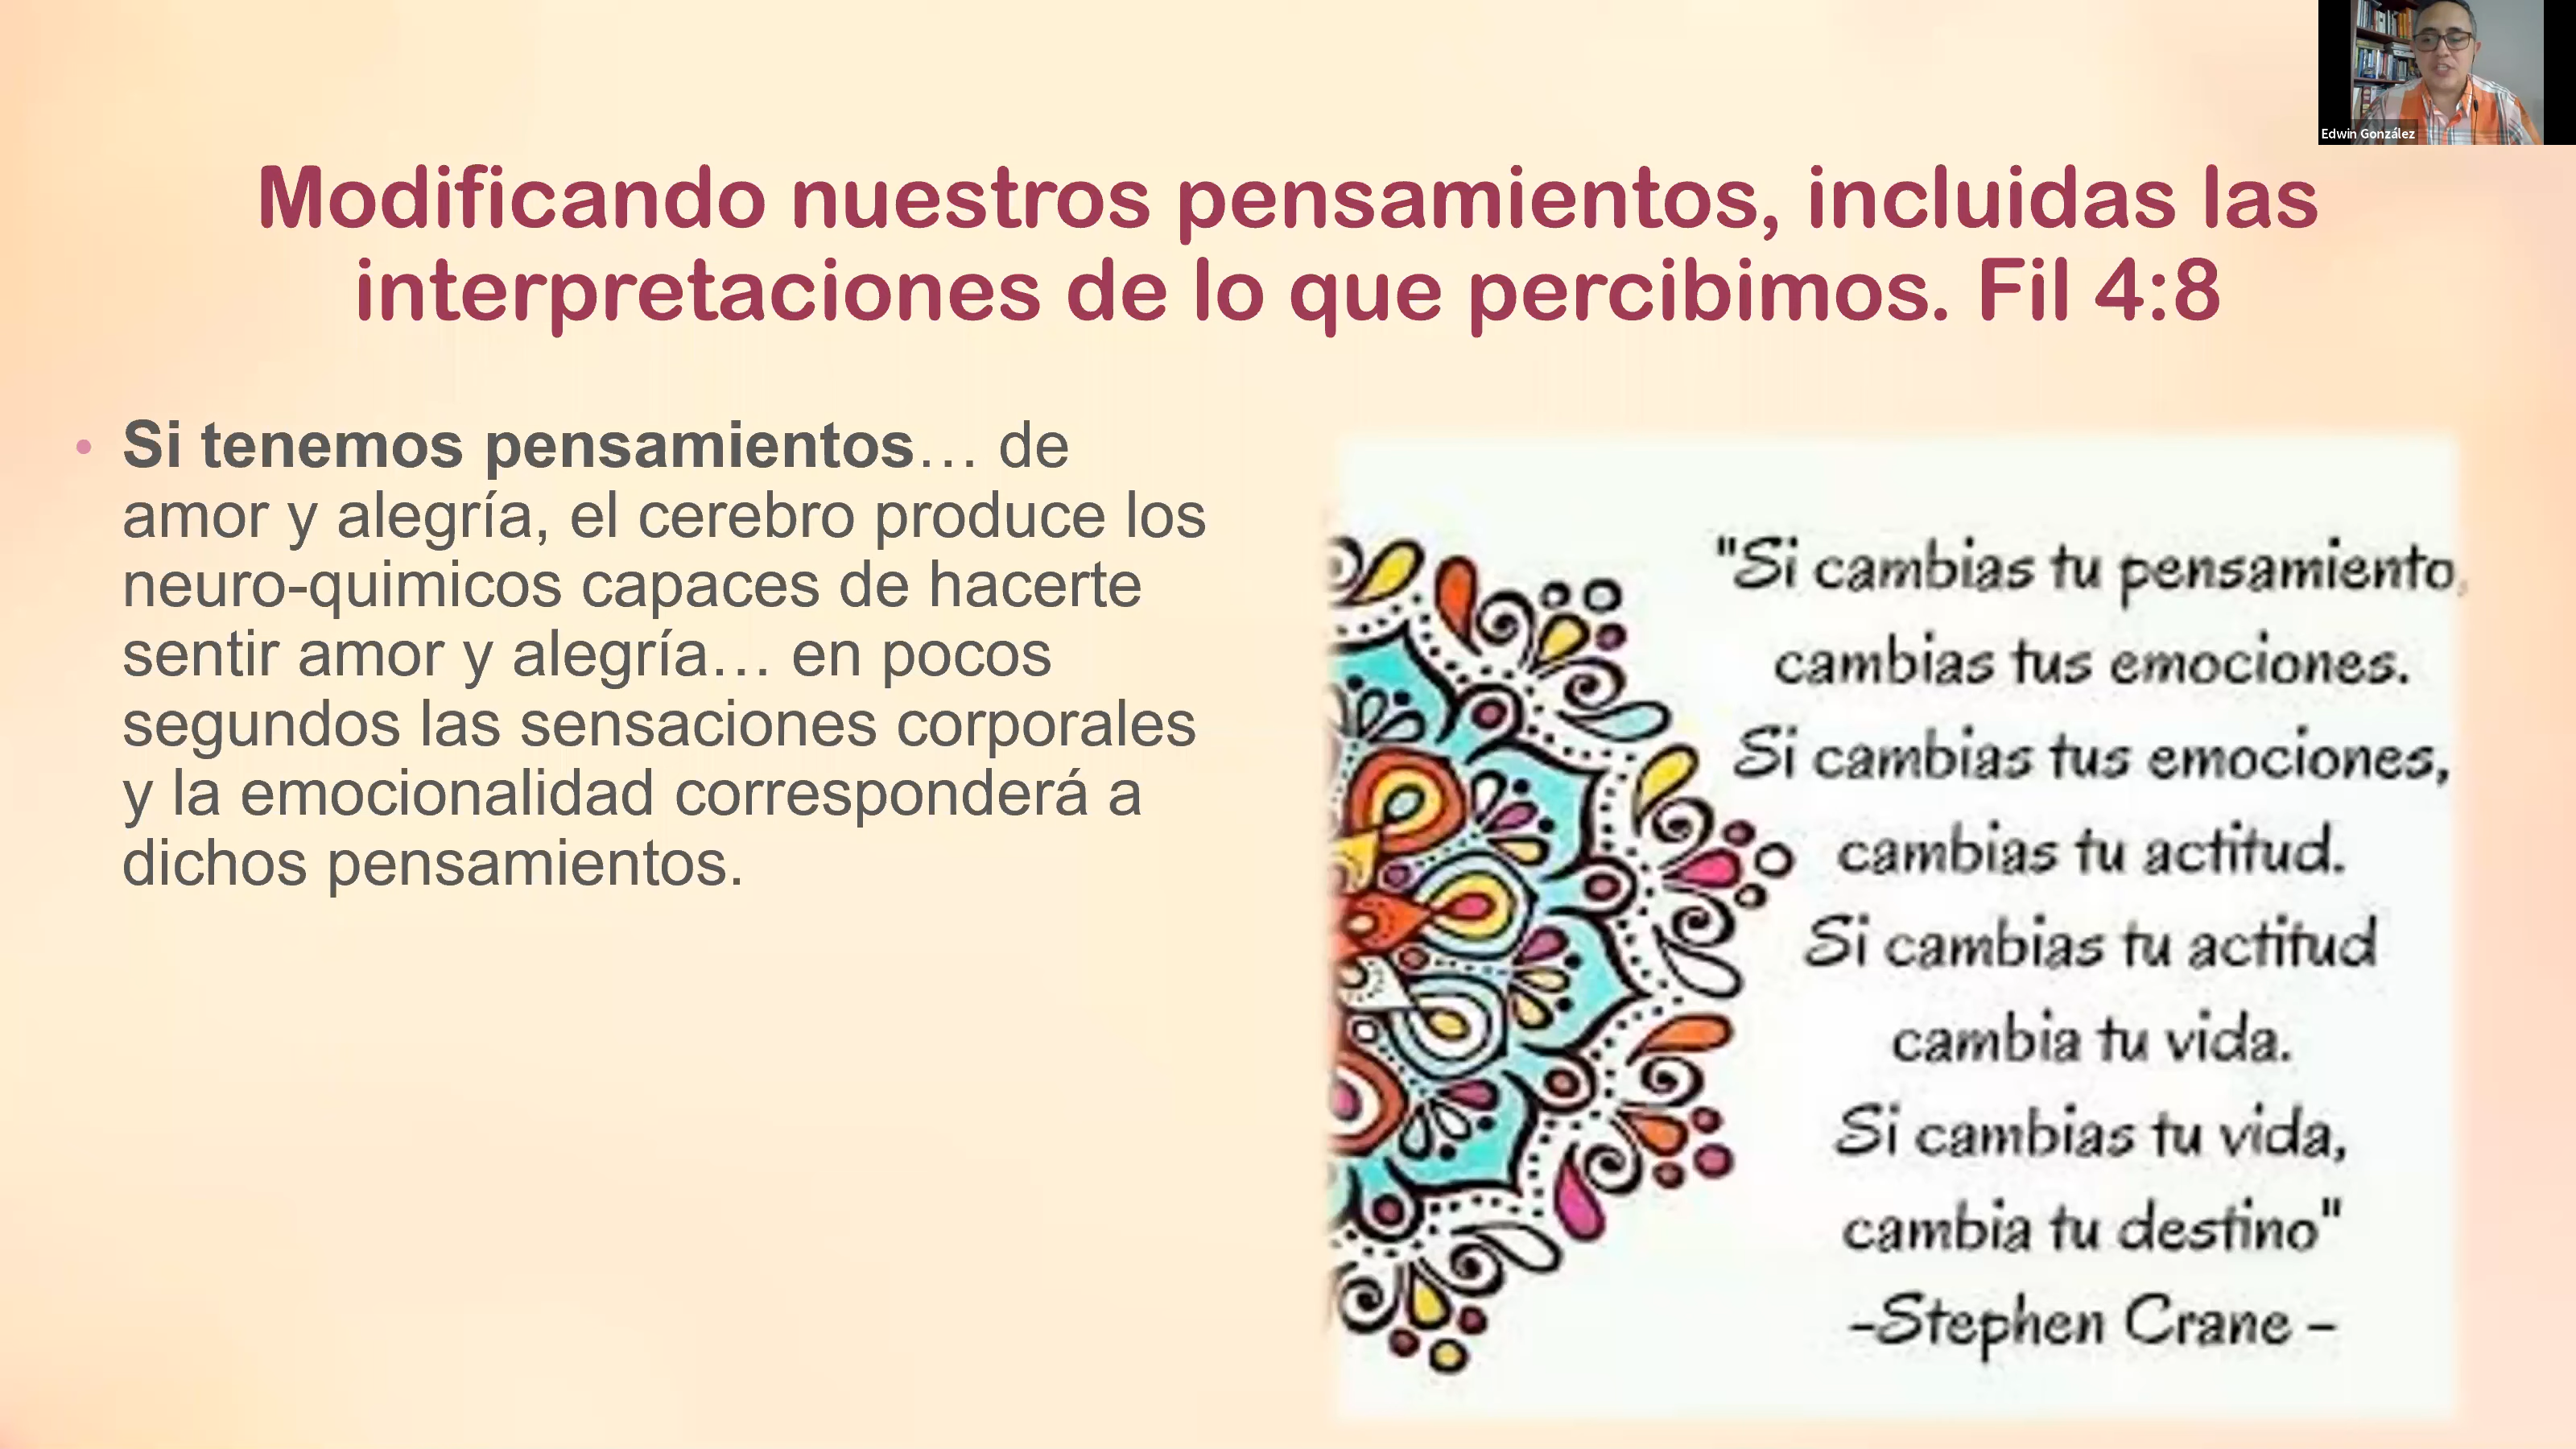 Edwin González
Modificando nuestros pensamientos, incluidas las
interpretaciones de lo que percibimos. Fil 4:8
• Si tenemos pensamientos… de
amor y alegría, el cerebro produce los
neuro-quimicos capaces de hacerte
sentir amor y alegría… en pocos
segundos las sensaciones corporales
y la emocionalidad corresponderá a
dichos pensamientos.
"Si cambias tu pensamiento,
cambias tus emociones.
Si cambias tus emociones,
cambias tu actitud.
Si cambias tu actitud
cambia tu vida.
Si cambias tu vida,
cambia tu destino"
-Stephen Crane -